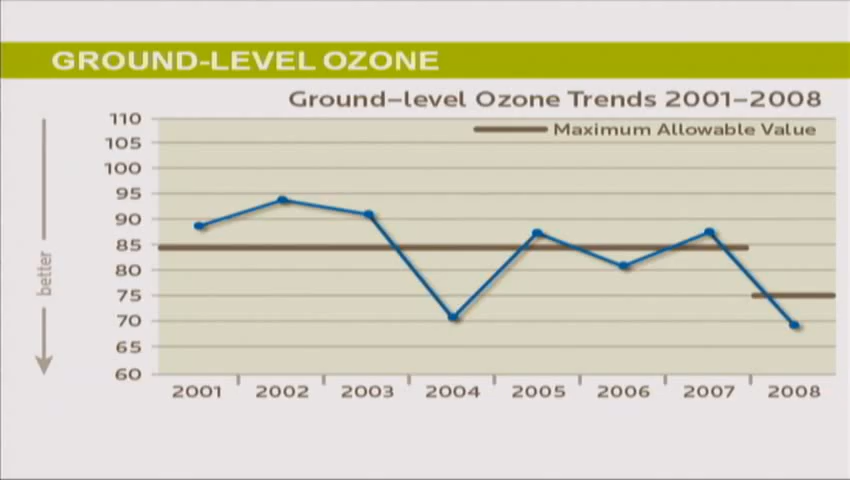 GROUND-LEVEL OZONE
Ground-level Ozone Trends 2001-2008
Maximum Allowable Value
110
105
100
95
90
85
80
75
70
65
60
better
2001 2002 2003 2004 2005 2006 2007 2008